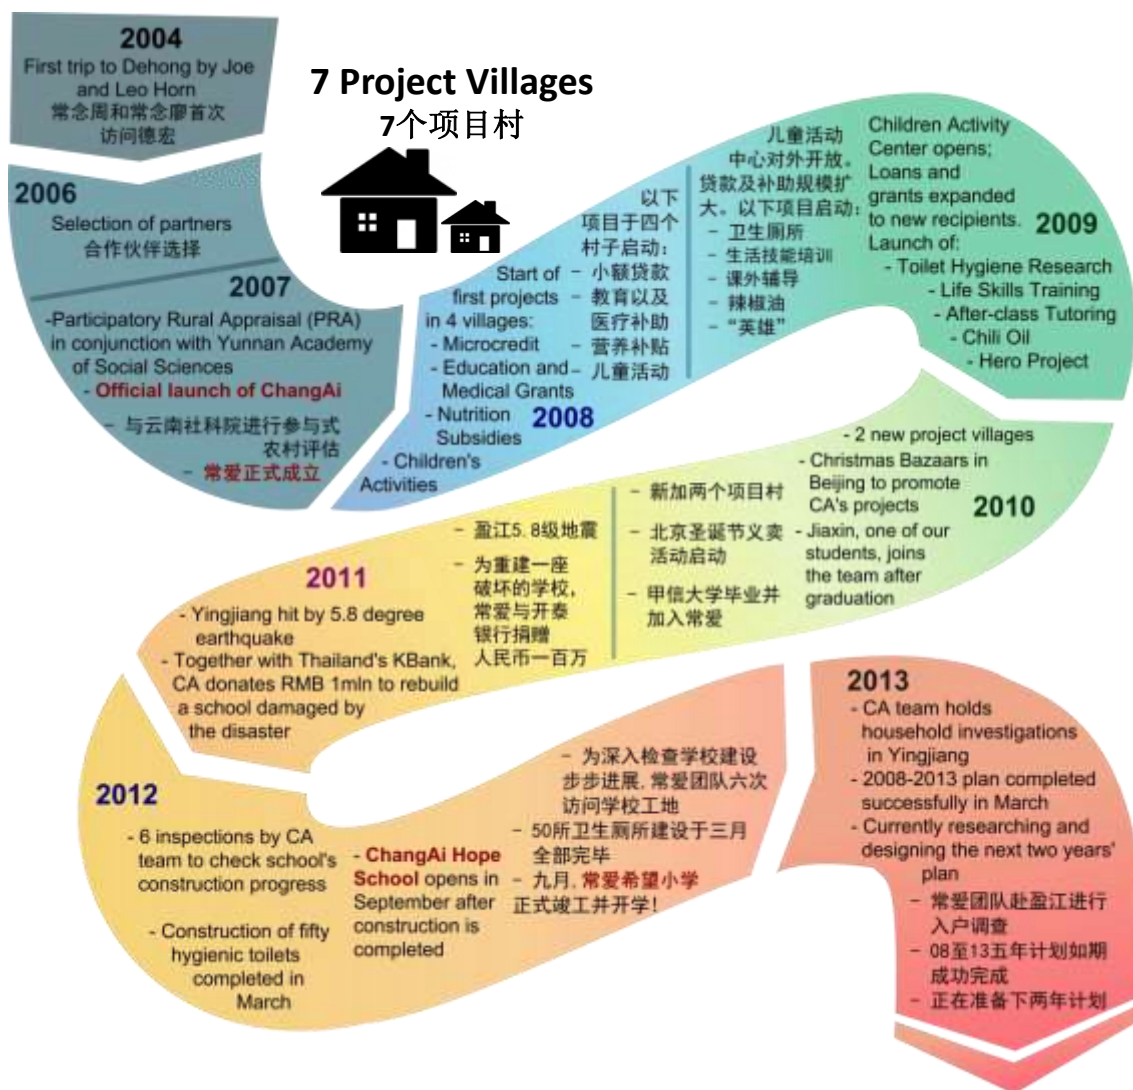 7 Project Villages
7个项目村
2004
First trip to Dehong by Joe
and Leo Horn
常念周和常念廖首次
访问德宏
2006
Selection of partners
合作伙伴选择
2007
-Participatory Rural Appraisal (PRA)
in conjunction with Yunnan Academy
of Social Sciences
- Official launch of ChangAi
- 与云南社科院进行参与式
农村评估
- 常爱正式成立
Start of
first projects
in 4 villages:
- Microcredit
- Education and
Medical Grants
- Nutrition
Subsidies
- Children's
Activities
2008
以下
项目于四个
村子启动:
- 小额贷款
- 教育以及
医疗补助
- 营养补贴
- 儿童活动
儿童活动
中心对外开放。
贷款及补助规模扩
大。以下项目启动:
- 卫生厕所
- 生活技能培训
- 课外辅导
- 辣椒油
- “英雄”
Children Activity
Center opens;
Loans and
grants expanded
to new recipients.
Launch of:
2009
- Toilet Hygiene Research
- Life Skills Training
- After-class Tutoring
- Chili Oil
- Hero Project
- 2 new project villages
- Christmas Bazaars in
Beijing to promote
CA's projects
- Jiaxin, one of our
students, joins
the team after
graduation
2010
- 新加两个项目村
- 北京圣诞节义卖
活动启动
- 甲信大学毕业并
加入常爱
2011
- Yingjiang hit by 5.8 degree
earthquake
- Together with Thailand's KBank,
CA donates RMB 1mln to rebuild
a school damaged by
the disaster
- 盈江5.8级地震
- 为重建一座
破坏的学校,
常爱与开泰
银行捐赠
人民币一百万
2012
- 6 inspections by CA
team to check school's
construction progress
- Construction of fifty
hygienic toilets
completed in
March
- ChangAi Hope
School opens in
September after
construction is
completed
- 为深入检查学校建设
步步进展, 常爱团队六次
访问学校工地
- 50所卫生厕所建设于三月
全部完毕
- 九月, 常爱希望小学
正式竣工并开学!
2013
- CA team holds
household investigations
in Yingjiang
- 2008-2013 plan completed
successfully in March
- Currently researching and
designing the next two years'
plan
- 常爱团队赴盈江进行
入户调查
- 08至13五年计划如期
成功完成
- 正在准备下两年计划